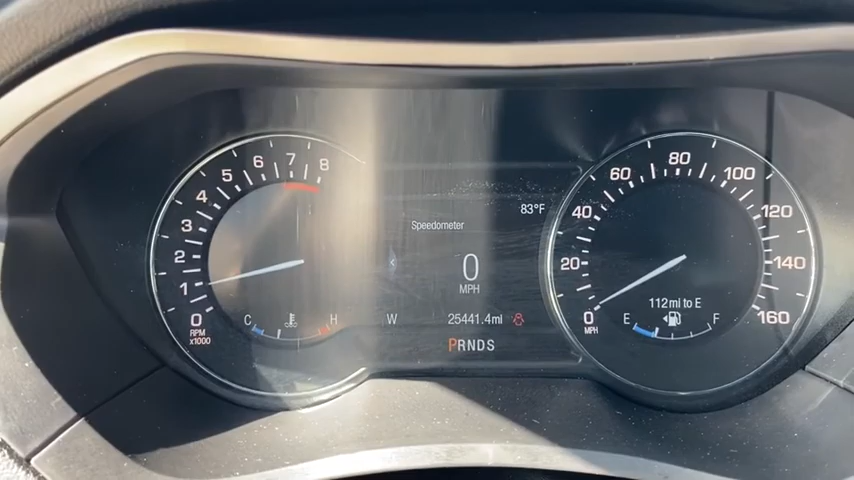 0
1
2
3
4
5
6
7
8
RPM
x1000
C
H
83°F
Speedometer
0
MPH
W
25441.4mi
PRNDS
0
20
40
60
80
100
120
140
160
MPH
112mi to E
E
F